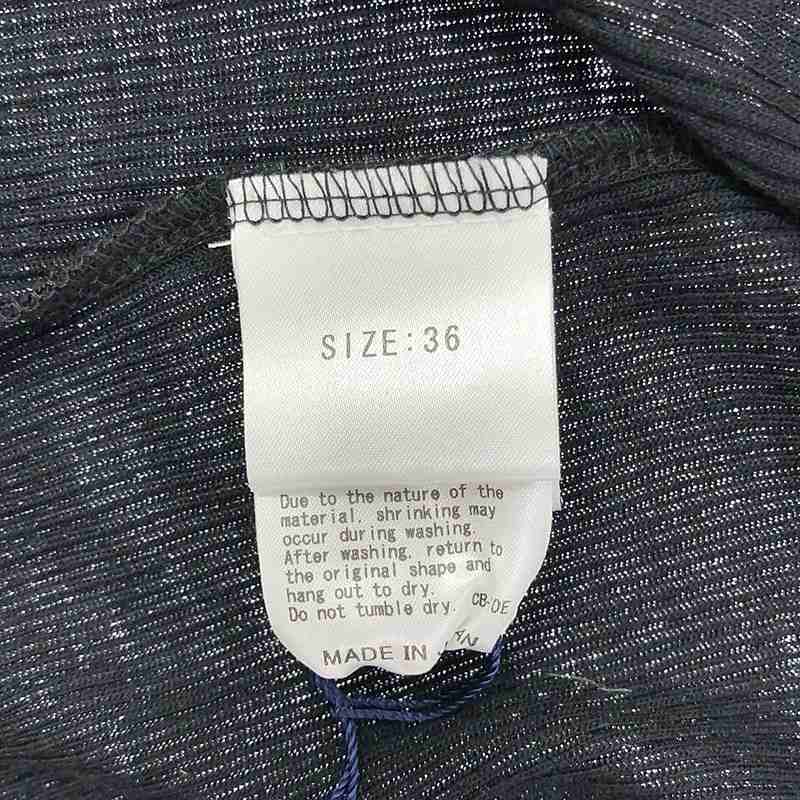 SIZE:36
Due to the nature of the
material, shrinking may
occur during washing.
After washing, return to
the original shape and
hang out to dry.
Do not tumble dry.
CB-DE
MADE IN